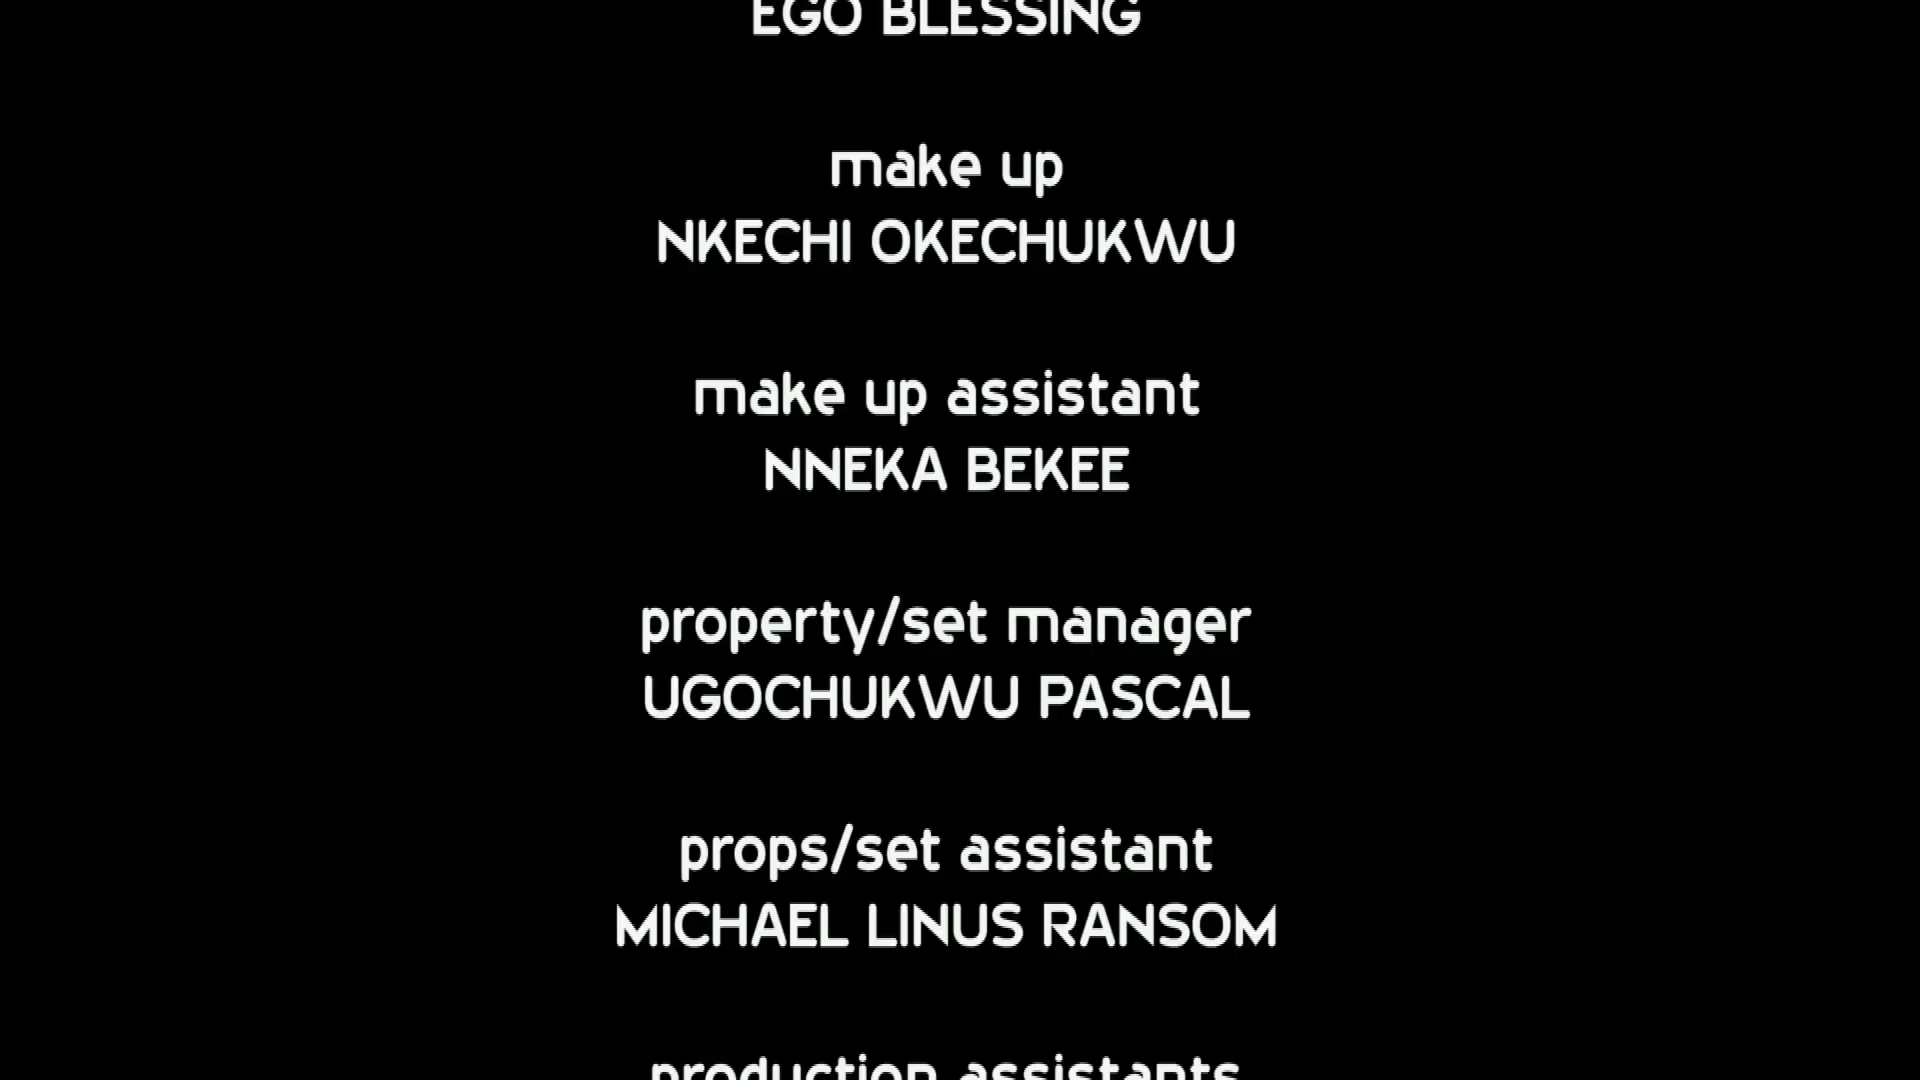 EGO BLESSING
make up
NKECHI OKECHUKWU
make up assistant
NNEKA BEKEE
property/set manager
UGOCHUKWU PASCAL
props/set assistant
MICHAEL LINUS RANSOM
production assistants